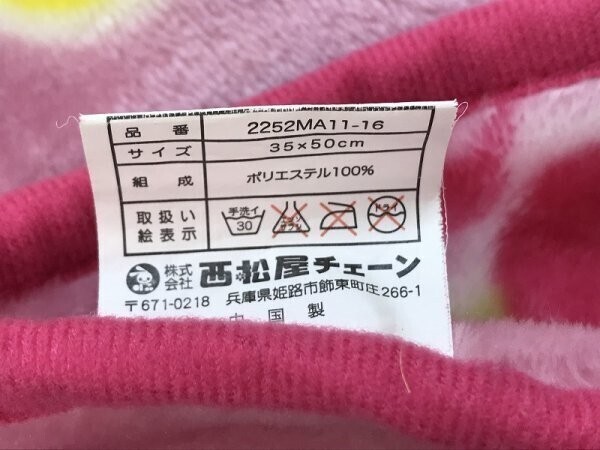 品番 2252MA11-16
サイズ 35×50cm
組成 ポリエステル100%
取扱い
絵表示
手洗イ
30
ドライ
株式
会社
西松屋チェーン
〒671-0218 兵庫県姫路市飾東町庄266-1
中国製